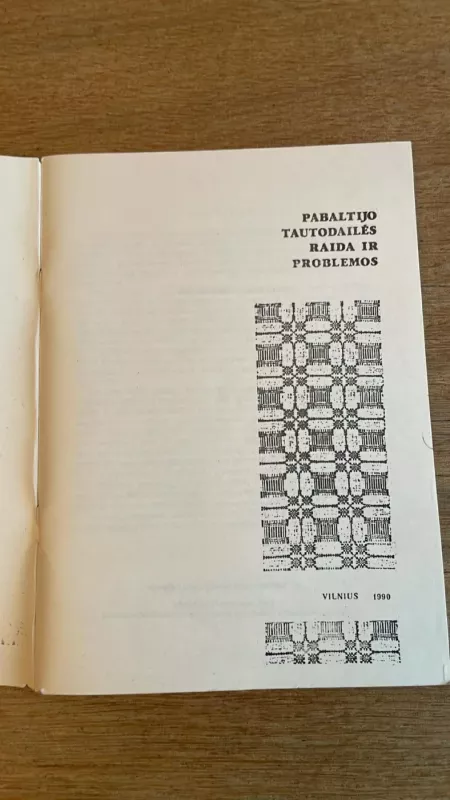 PABALTIJO
TAUTODAILĖS
RAIDA IR
PROBLEMOS
VILNIUS 1990